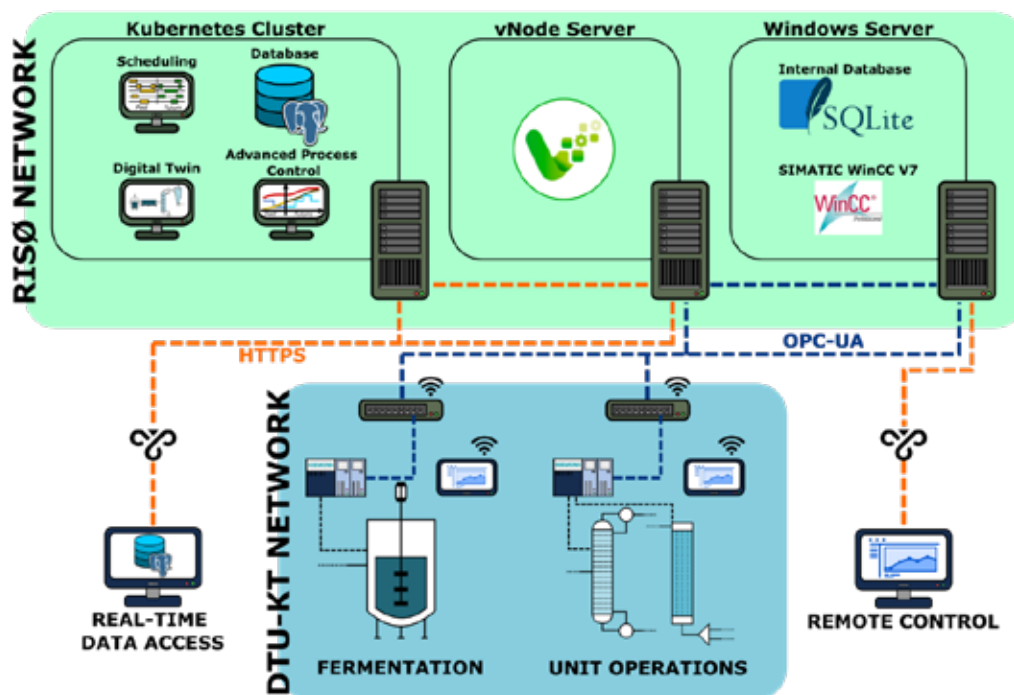 RISØ NETWORK
Kubernetes Cluster
Scheduling
Database
Digital Twin
Advanced Process
Control
vNode Server
Windows Server
Internal Database
SQLite
SIMATIC WinCC V7
WinCC®
HTTPS
OPC-UA
DTU-KT NETWORK
REAL-TIME
DATA ACCESS
FERMENTATION
UNIT OPERATIONS
REMOTE CONTROL